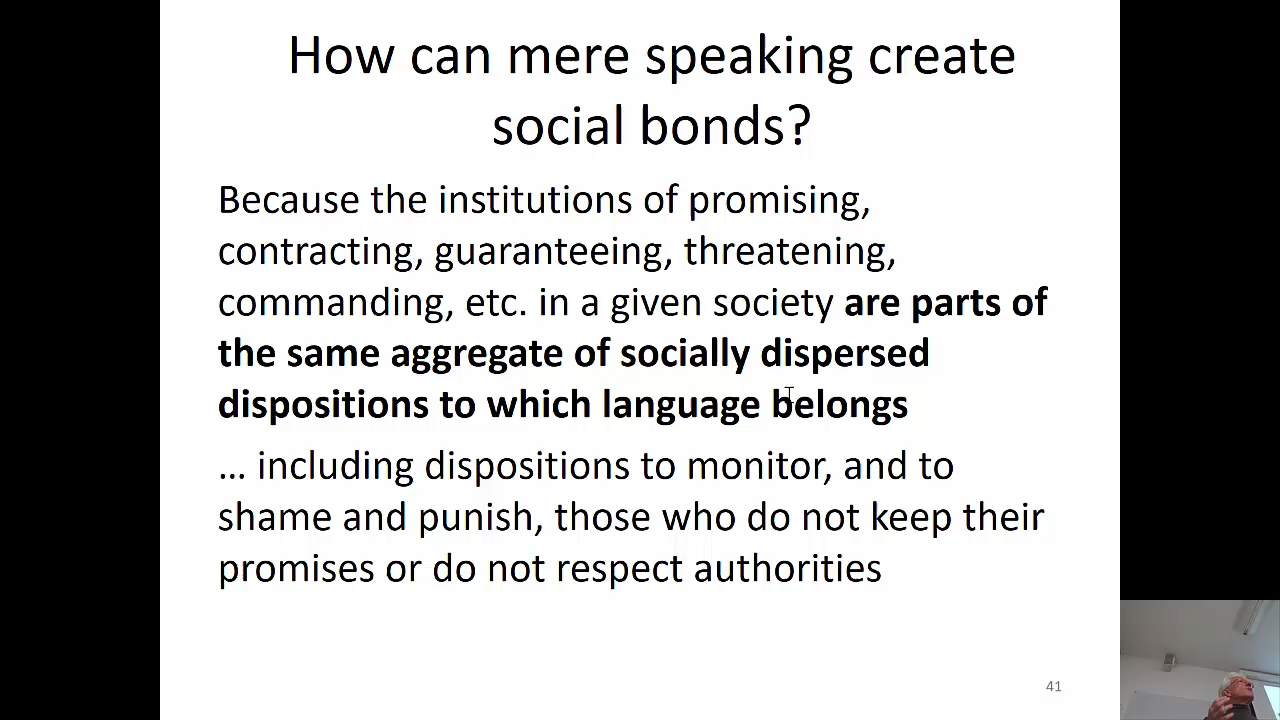 How can mere speaking create
social bonds?
Because the institutions of promising,
contracting, guaranteeing, threatening,
commanding, etc. in a given society are parts of
the same aggregate of socially dispersed
dispositions to which language belongs
… including dispositions to monitor, and to
shame and punish, those who do not keep their
promises or do not respect authorities
41